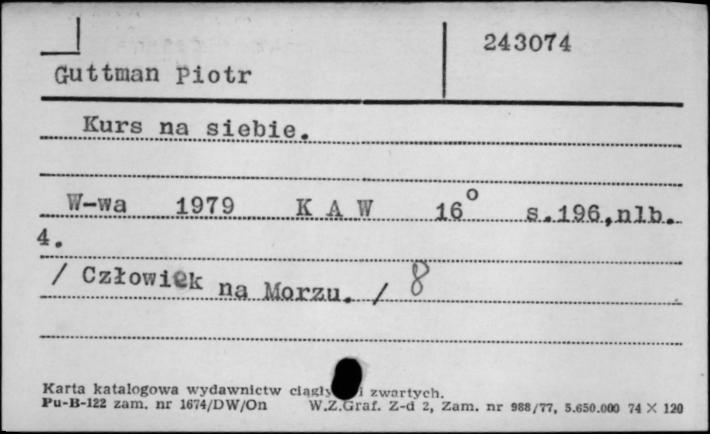 243074
Guttman Piotr
Kurs na siebie.
W-wa 1979 K A W 16° s.196,nlb.
4.
/ Człowiek na Morzu. / 8
Karta katalogowa wydawnictw i zwartych.
Pu-B-122 zam. nr 1674/DW/On W.Z.Graf. Z-d 2, Zam. nr 988/77, 5.650.000 74 X 120